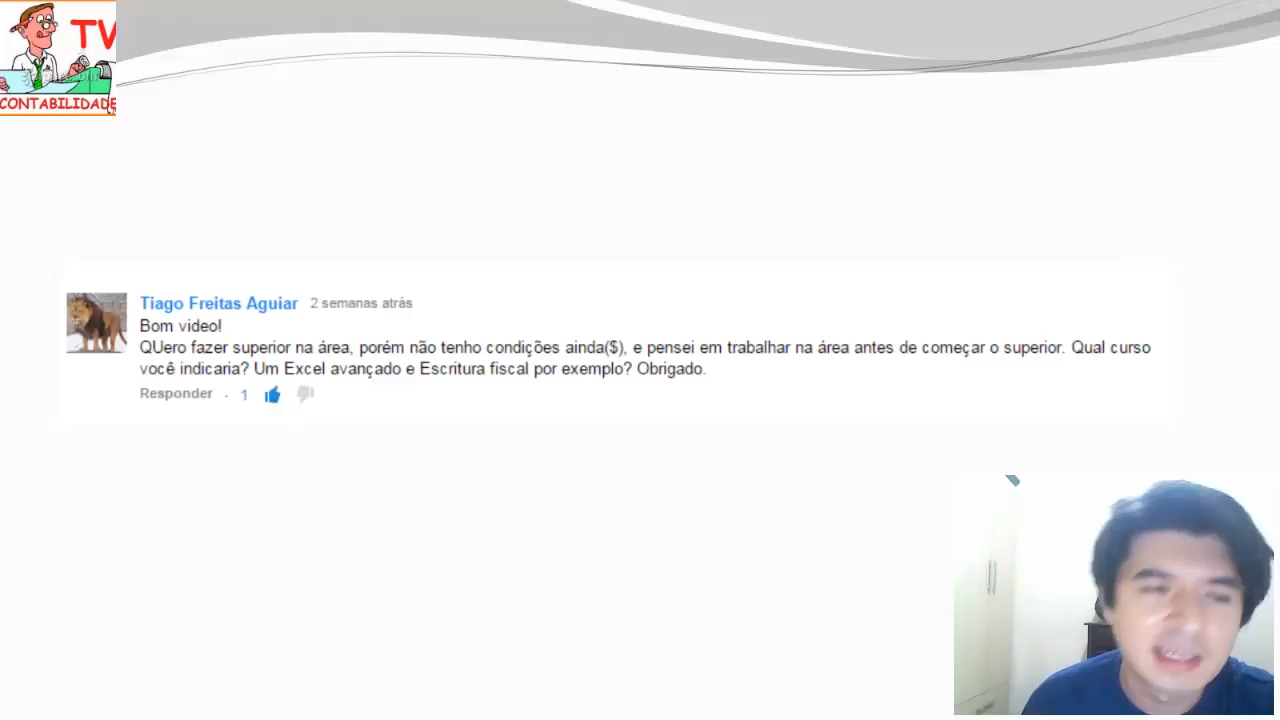 TV
CONTABILIDADE
Tiago Freitas Aguiar 2 semanas atrás
Bom video!
QUero fazer superior na área, porém não tenho condições ainda($), e pensei em trabalhar na área antes de começar o superior. Qual curso
você indicaria? Um Excel avançado e Escritura fiscal por exemplo? Obrigado.
Responder . 1